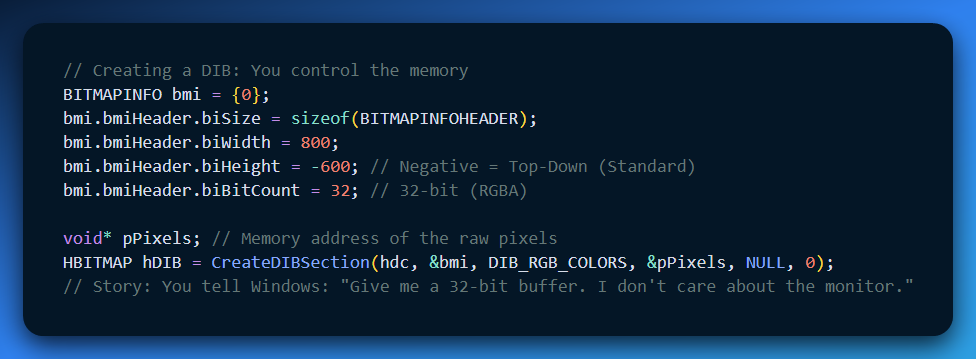 // Creating a DIB: You control the memory
BITMAPINFO bmi = {0};
bmi.bmiHeader.biSize = sizeof(BITMAPINFOHEADER);
bmi.bmiHeader.biWidth = 800;
bmi.bmiHeader.biHeight = -600; // Negative = Top-Down (Standard)
bmi.bmiHeader.biBitCount = 32; // 32-bit (RGBA)
void* pPixels; // Memory address of the raw pixels
HBITMAP hDIB = CreateDIBSection(hdc, &bmi, DIB_RGB_COLORS, &pPixels, NULL, 0);
// Story: You tell Windows: "Give me a 32-bit buffer. I don't care about the monitor."